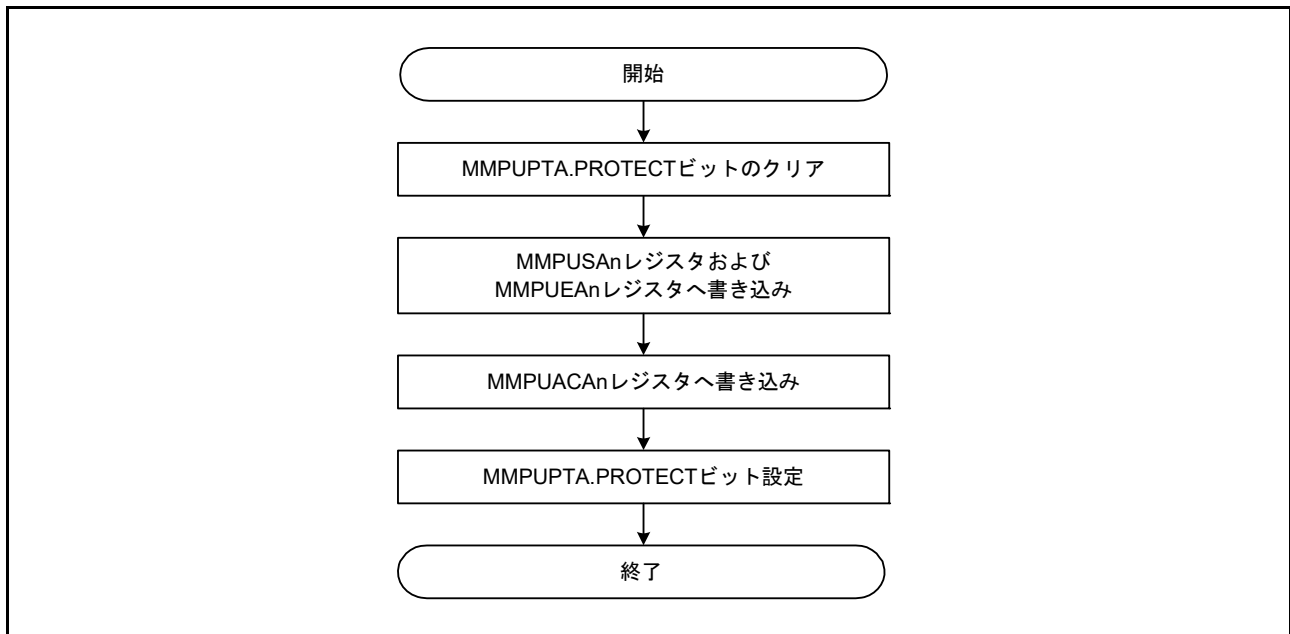 開始
MMPUPTA.PROTECTビットのクリア
MMPUSAnレジスタおよび
MMPUEAnレジスタへ書き込み
MMPUACAnレジスタへ書き込み
MMPUPTA.PROTECTビット設定
終了